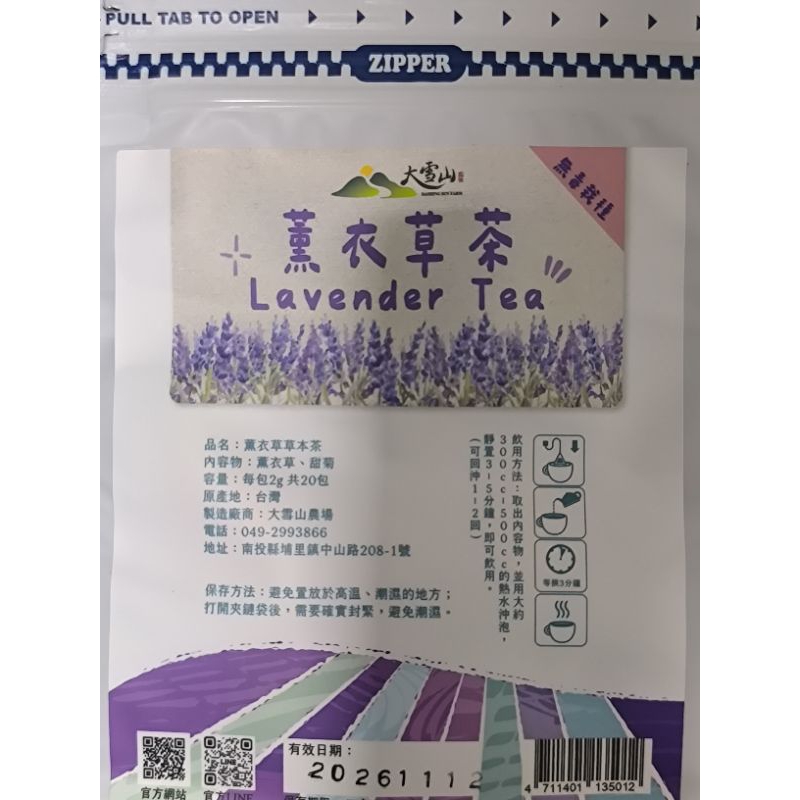 PULL TAB TO OPEN
ZIPPER
大雪山
無毒栽種
薰衣草茶
Lavender Tea
品名：薰衣草草本茶
內容物：薰衣草、甜菊
容量：每包2g 共20包
原產地：台灣
製造廠商：大雪山農場
電話：049-2993866
地址：南投縣埔里鎮中山路208-1號
保存方法：避免置放於高溫、潮濕的地方；
打開夾鏈袋後，需要確實封緊，避免潮濕。
飲用方法：取出內容物，並用大約
300cc-500cc的熱水沖泡，
靜置3-5分鐘，即可飲用。
(可回沖1-2回)
等個3分鐘
官方網站
官方LINE
有效日期：
20261112
4 711401 135012